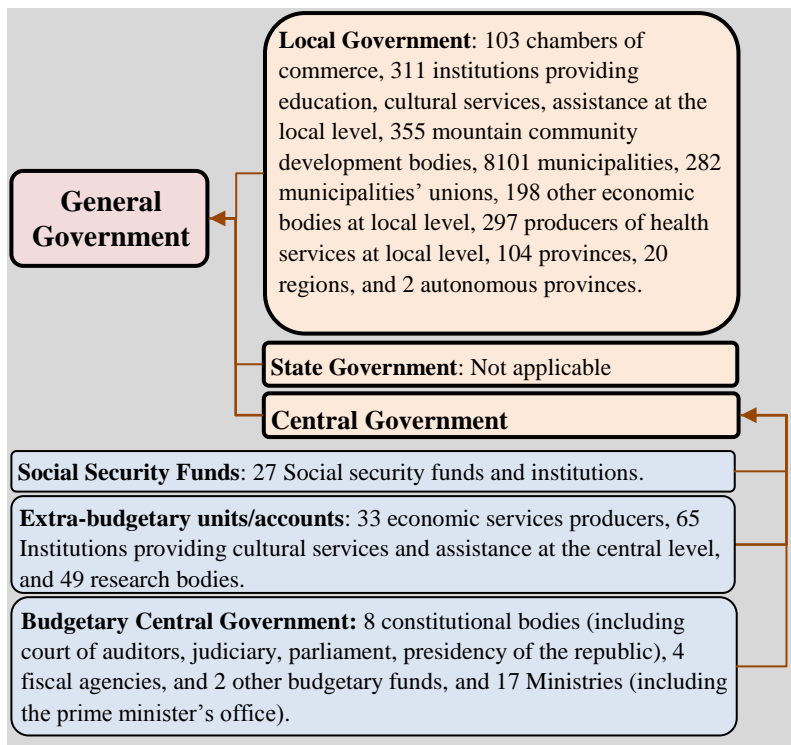 Local Government: 103 chambers of
commerce, 311 institutions providing
education, cultural services, assistance at the
local level, 355 mountain community
development bodies, 8101 municipalities, 282
municipalities’ unions, 198 other economic
bodies at local level, 297 producers of health
services at local level, 104 provinces, 20
regions, and 2 autonomous provinces.
General
Government
State Government: Not applicable
Central Government
Social Security Funds: 27 Social security funds and institutions.
Extra-budgetary units/accounts: 33 economic services producers, 65
Institutions providing cultural services and assistance at the central level,
and 49 research bodies.
Budgetary Central Government: 8 constitutional bodies (including
court of auditors, judiciary, parliament, presidency of the republic), 4
fiscal agencies, and 2 other budgetary funds, and 17 Ministries (including
the prime minister’s office).